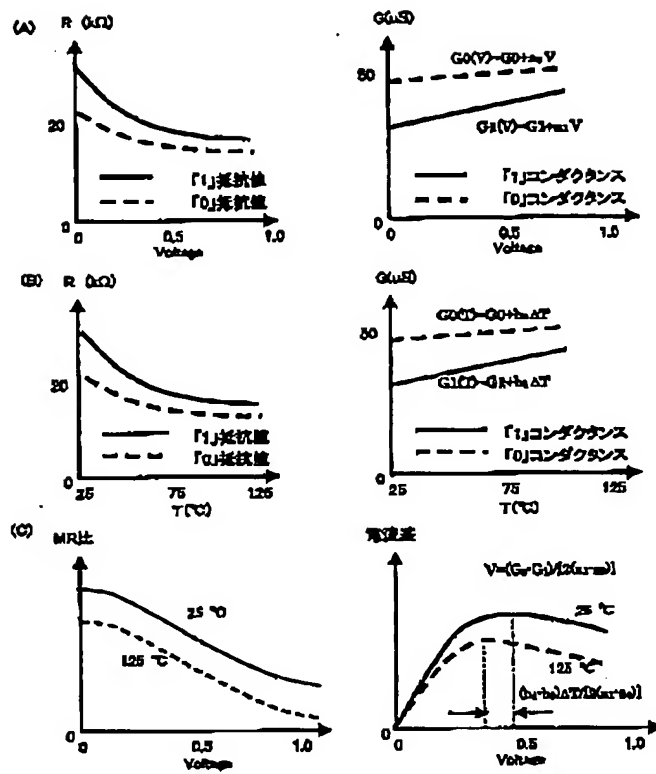 (A) R (kΩ)
20
0
「1」抵抗値
「0」抵抗値
0 0.5 1.0
Voltage
G(μS)
50
G0(V)=G0+a₀V
G1(V)=G1+a₁V
「1」コンダクタンス
「0」コンダクタンス
0 0.5 1.0
Voltage
(B) R (kΩ)
20
0
「1」抵抗値
「0」抵抗値
25 75 125
T(℃)
G(μS)
50
G0(T)=G0+b₀ΔT
G1(T)=G1+b₁ΔT
「1」コンダクタンス
「0」コンダクタンス
0
25 75 125
T(℃)
(C) MR比
25 ℃
125 ℃
0 0.5 1.0
Voltage
電流差
V=(G₀-G₁)/[2(a₁-a₀)]
25 ℃
125 ℃
(b₁-b₀)ΔT/[2(a₁-a₀)]
0 0.5 1.0
Voltage